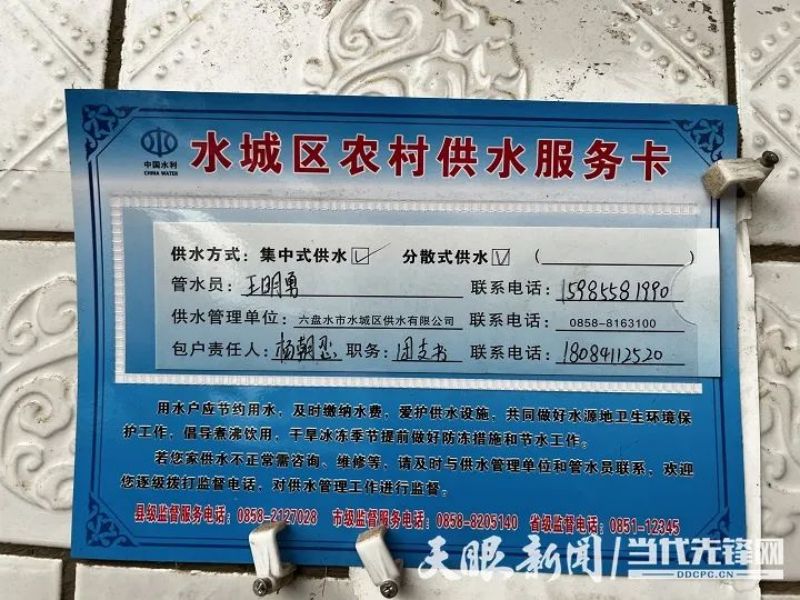 中国水利
CHINA WATER
水城区农村供水服务卡
供水方式：集中式供水☑ 分散式供水☑ （ ）
管水员：王明勇 联系电话：15985581990
供水管理单位：六盘水市水城区供水有限公司 联系电话：0858-8163100
包户责任人：杨朝 职务：团支书 联系电话：18084112520
用水户应节约用水，及时缴纳水费，爱护供水设施，共同做好水源地卫生环境保
护工作，倡导煮沸饮用，干旱冰冻季节提前做好防冻措施和节水工作。
若您家供水不正常需咨询、维修等，请及时与供水管理单位和管水员联系，欢迎
您逐级拨打监督电话，对供水管理工作进行监督。
县级监督服务电话：0858-2127028 市级监督服务电话：0858-8205140 省级监督电话：0851-12345
天眼新闻/当代先锋网
DDCPC.CN